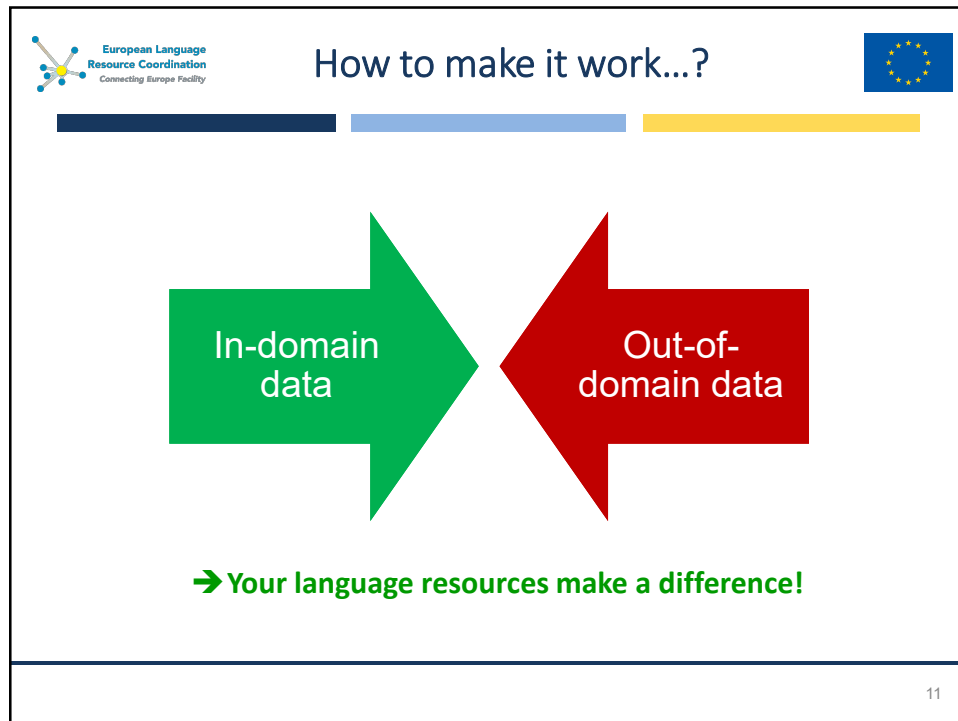 European Language
Resource Coordination
Connecting Europe Facility
How to make it work...?
In-domain
data
Out-of-
domain data
➔ Your language resources make a difference!
11